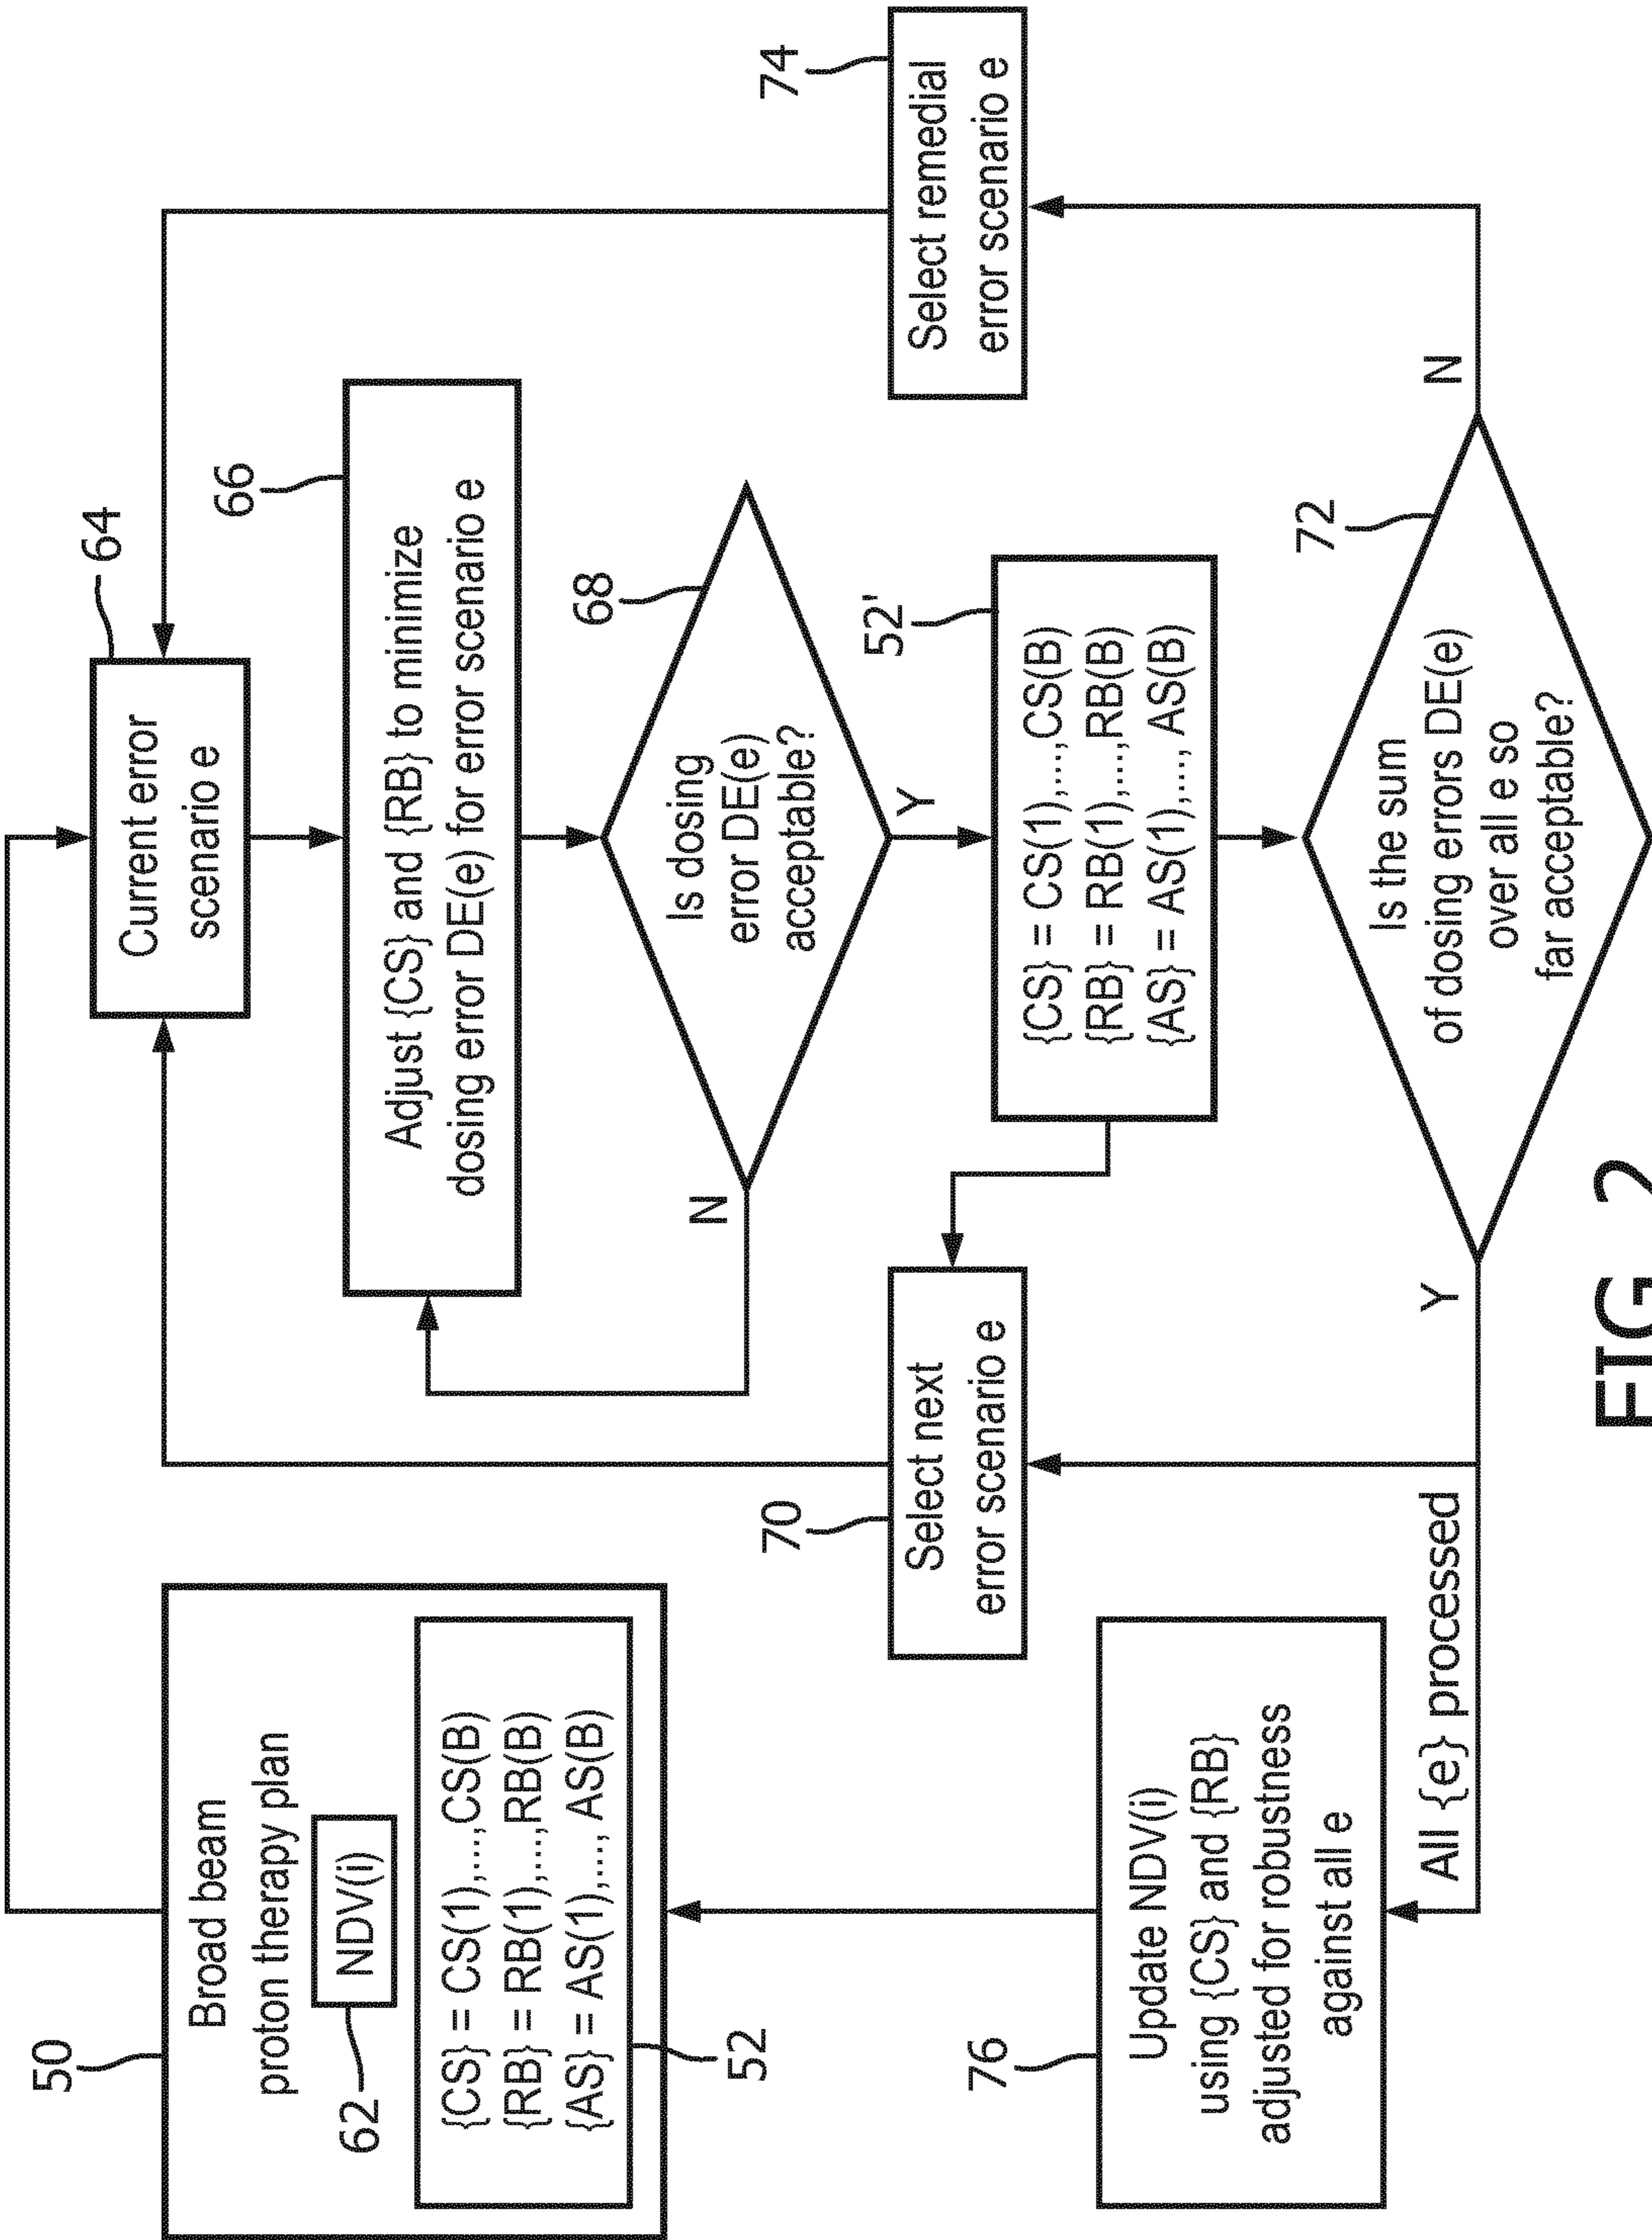 50
Broad beam
proton therapy plan
62
NDV(i)
{CS} = CS(1),...,CS(B)
{RB} = RB(1),...,RB(B)
{AS} = AS(1),..., AS(B)
52
64
Current error
scenario e
66
Adjust {CS} and {RB} to minimize
dosing error DE(e) for error scenario e
68
Is dosing
error DE(e)
acceptable?
N
Y
52'
{CS} = CS(1),...,CS(B)
{RB} = RB(1),...,RB(B)
{AS} = AS(1),..., AS(B)
70
Select next
error scenario e
72
Is the sum
of dosing errors DE(e)
over all e so
far acceptable?
Y
N
74
Select remedial
error scenario e
All {e} processed
76
Update NDV(i)
using {CS} and {RB}
adjusted for robustness
against all e
FIG. 2